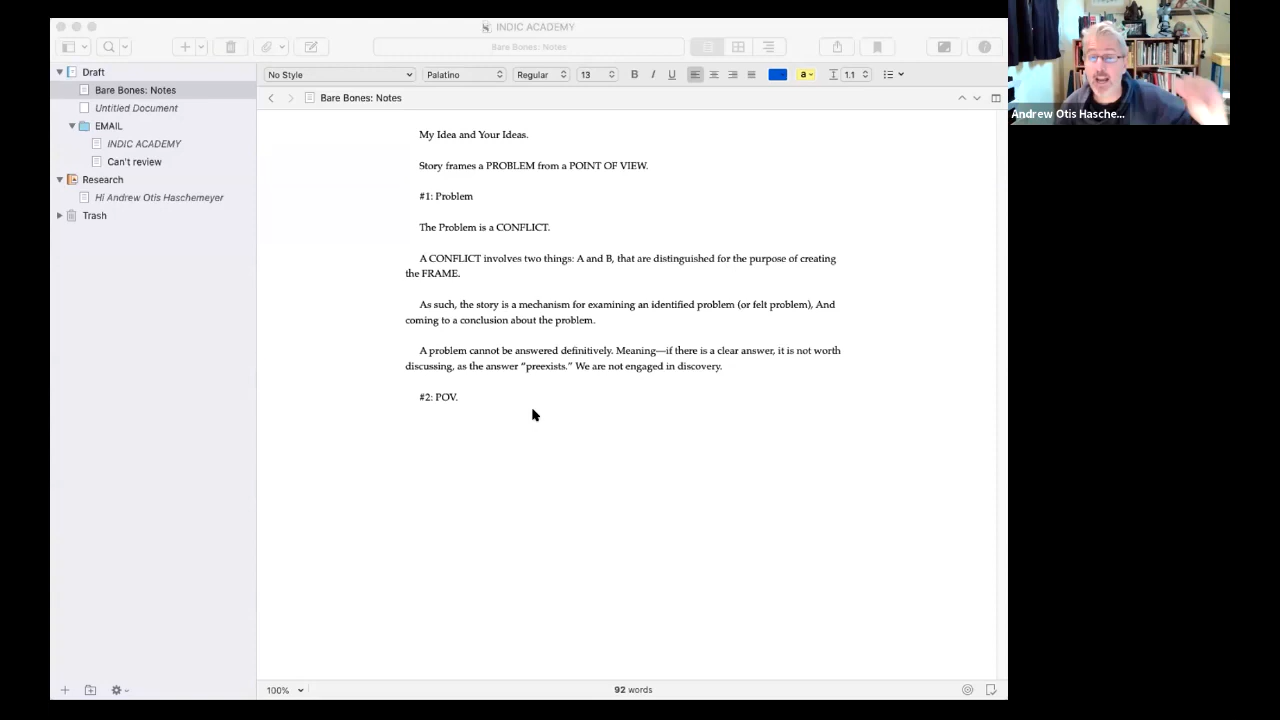 INDIC ACADEMY
Bare Bones: Notes
No Style
Palatino
Regular
13
B I U
a
1.1
Draft
Bare Bones: Notes
Untitled Document
EMAIL
INDIC ACADEMY
Can't review
Research
Hi Andrew Otis Haschemeyer
Trash
Bare Bones: Notes
My Idea and Your Ideas.
Story frames a PROBLEM from a POINT OF VIEW.
#1: Problem
The Problem is a CONFLICT.
A CONFLICT involves two things: A and B, that are distinguished for the purpose of creating
the FRAME.
As such, the story is a mechanism for examining an identified problem (or felt problem), And
coming to a conclusion about the problem.
A problem cannot be answered definitively. Meaning—if there is a clear answer, it is not worth
discussing, as the answer “preexists.” We are not engaged in discovery.
#2: POV.
100%
92 words
Andrew Otis Hasche...